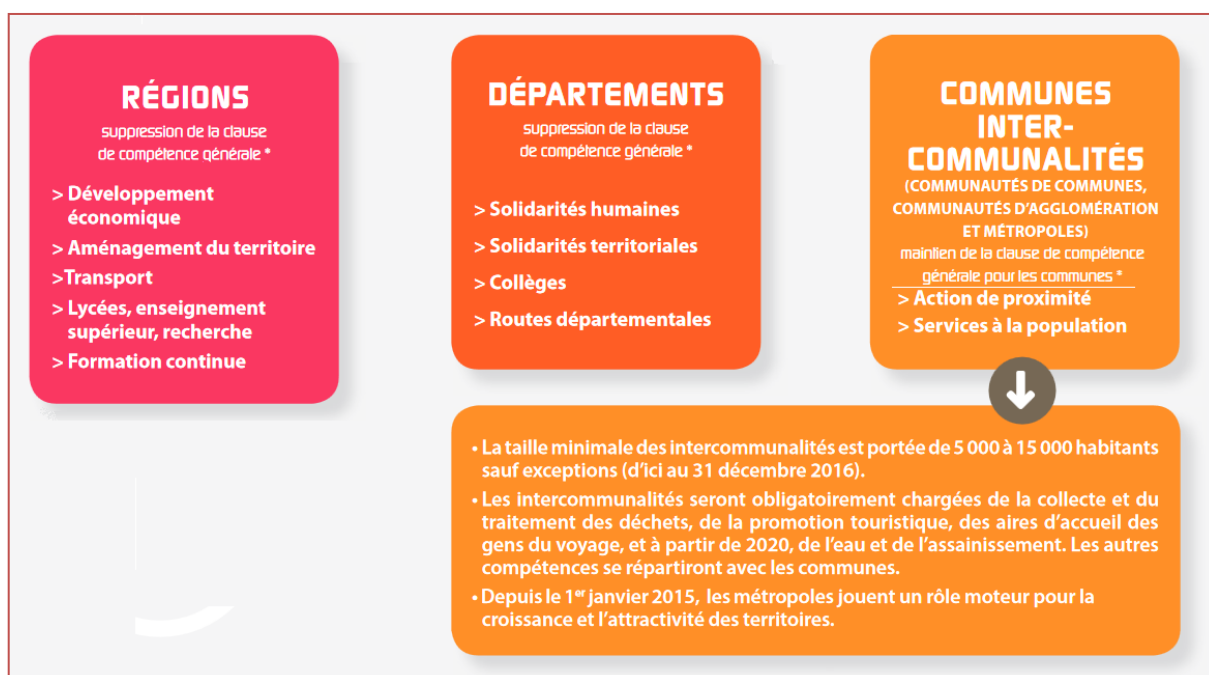 RÉGIONS
suppression de la clause
de compétence générale *
> Développement
économique
> Aménagement du territoire
>Transport
> Lycées, enseignement
supérieur, recherche
> Formation continue
DÉPARTEMENTS
suppression de la clause
de compétence générale *
> Solidarités humaines
> Solidarités territoriales
> Collèges
> Routes départementales
COMMUNES
INTER-
COMMUNALITÉS
(COMMUNAUTÉS DE COMMUNES,
COMMUNAUTÉS D’AGGLOMÉRATION
ET MÉTROPOLES)
maintien de la clause de compétence
générale pour les communes *
> Action de proximité
> Services à la population
• La taille minimale des intercommunalités est portée de 5 000 à 15 000 habitants
sauf exceptions (d’ici au 31 décembre 2016).
• Les intercommunalités seront obligatoirement chargées de la collecte et du
traitement des déchets, de la promotion touristique, des aires d’accueil des
gens du voyage, et à partir de 2020, de l’eau et de l’assainissement. Les autres
compétences se répartiront avec les communes.
• Depuis le 1er janvier 2015, les métropoles jouent un rôle moteur pour la
croissance et l’attractivité des territoires.